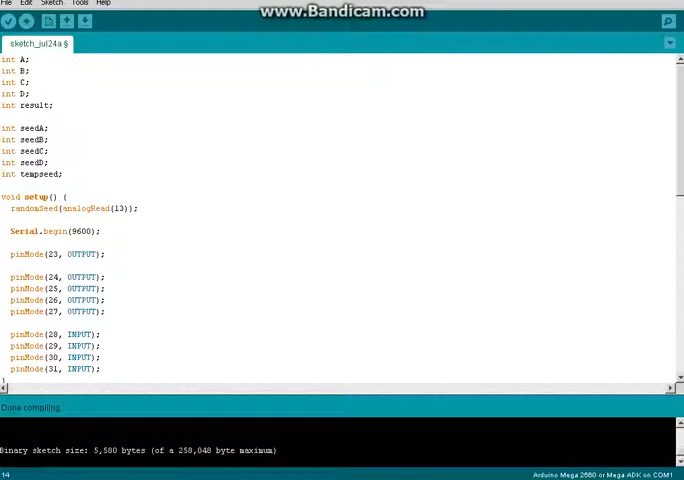 www.Bandicam.com
File Edit Sketch Tools Help
sketch_jul24a §
int A;
int B;
int C;
int D;
int result;
int seedA;
int seedB;
int seedC;
int seedD;
int tempseed;
void setup() {
randomSeed(analogRead(13));
Serial.begin(9600);
pinMode(23, OUTPUT);
pinMode(24, OUTPUT);
pinMode(25, OUTPUT);
pinMode(26, OUTPUT);
pinMode(27, OUTPUT);
pinMode(28, INPUT);
pinMode(29, INPUT);
pinMode(30, INPUT);
pinMode(31, INPUT);
}
Done compiling.
Binary sketch size: 5,580 bytes (of a 258,048 byte maximum)
14
Arduino Mega 2560 or Mega ADK on COM1